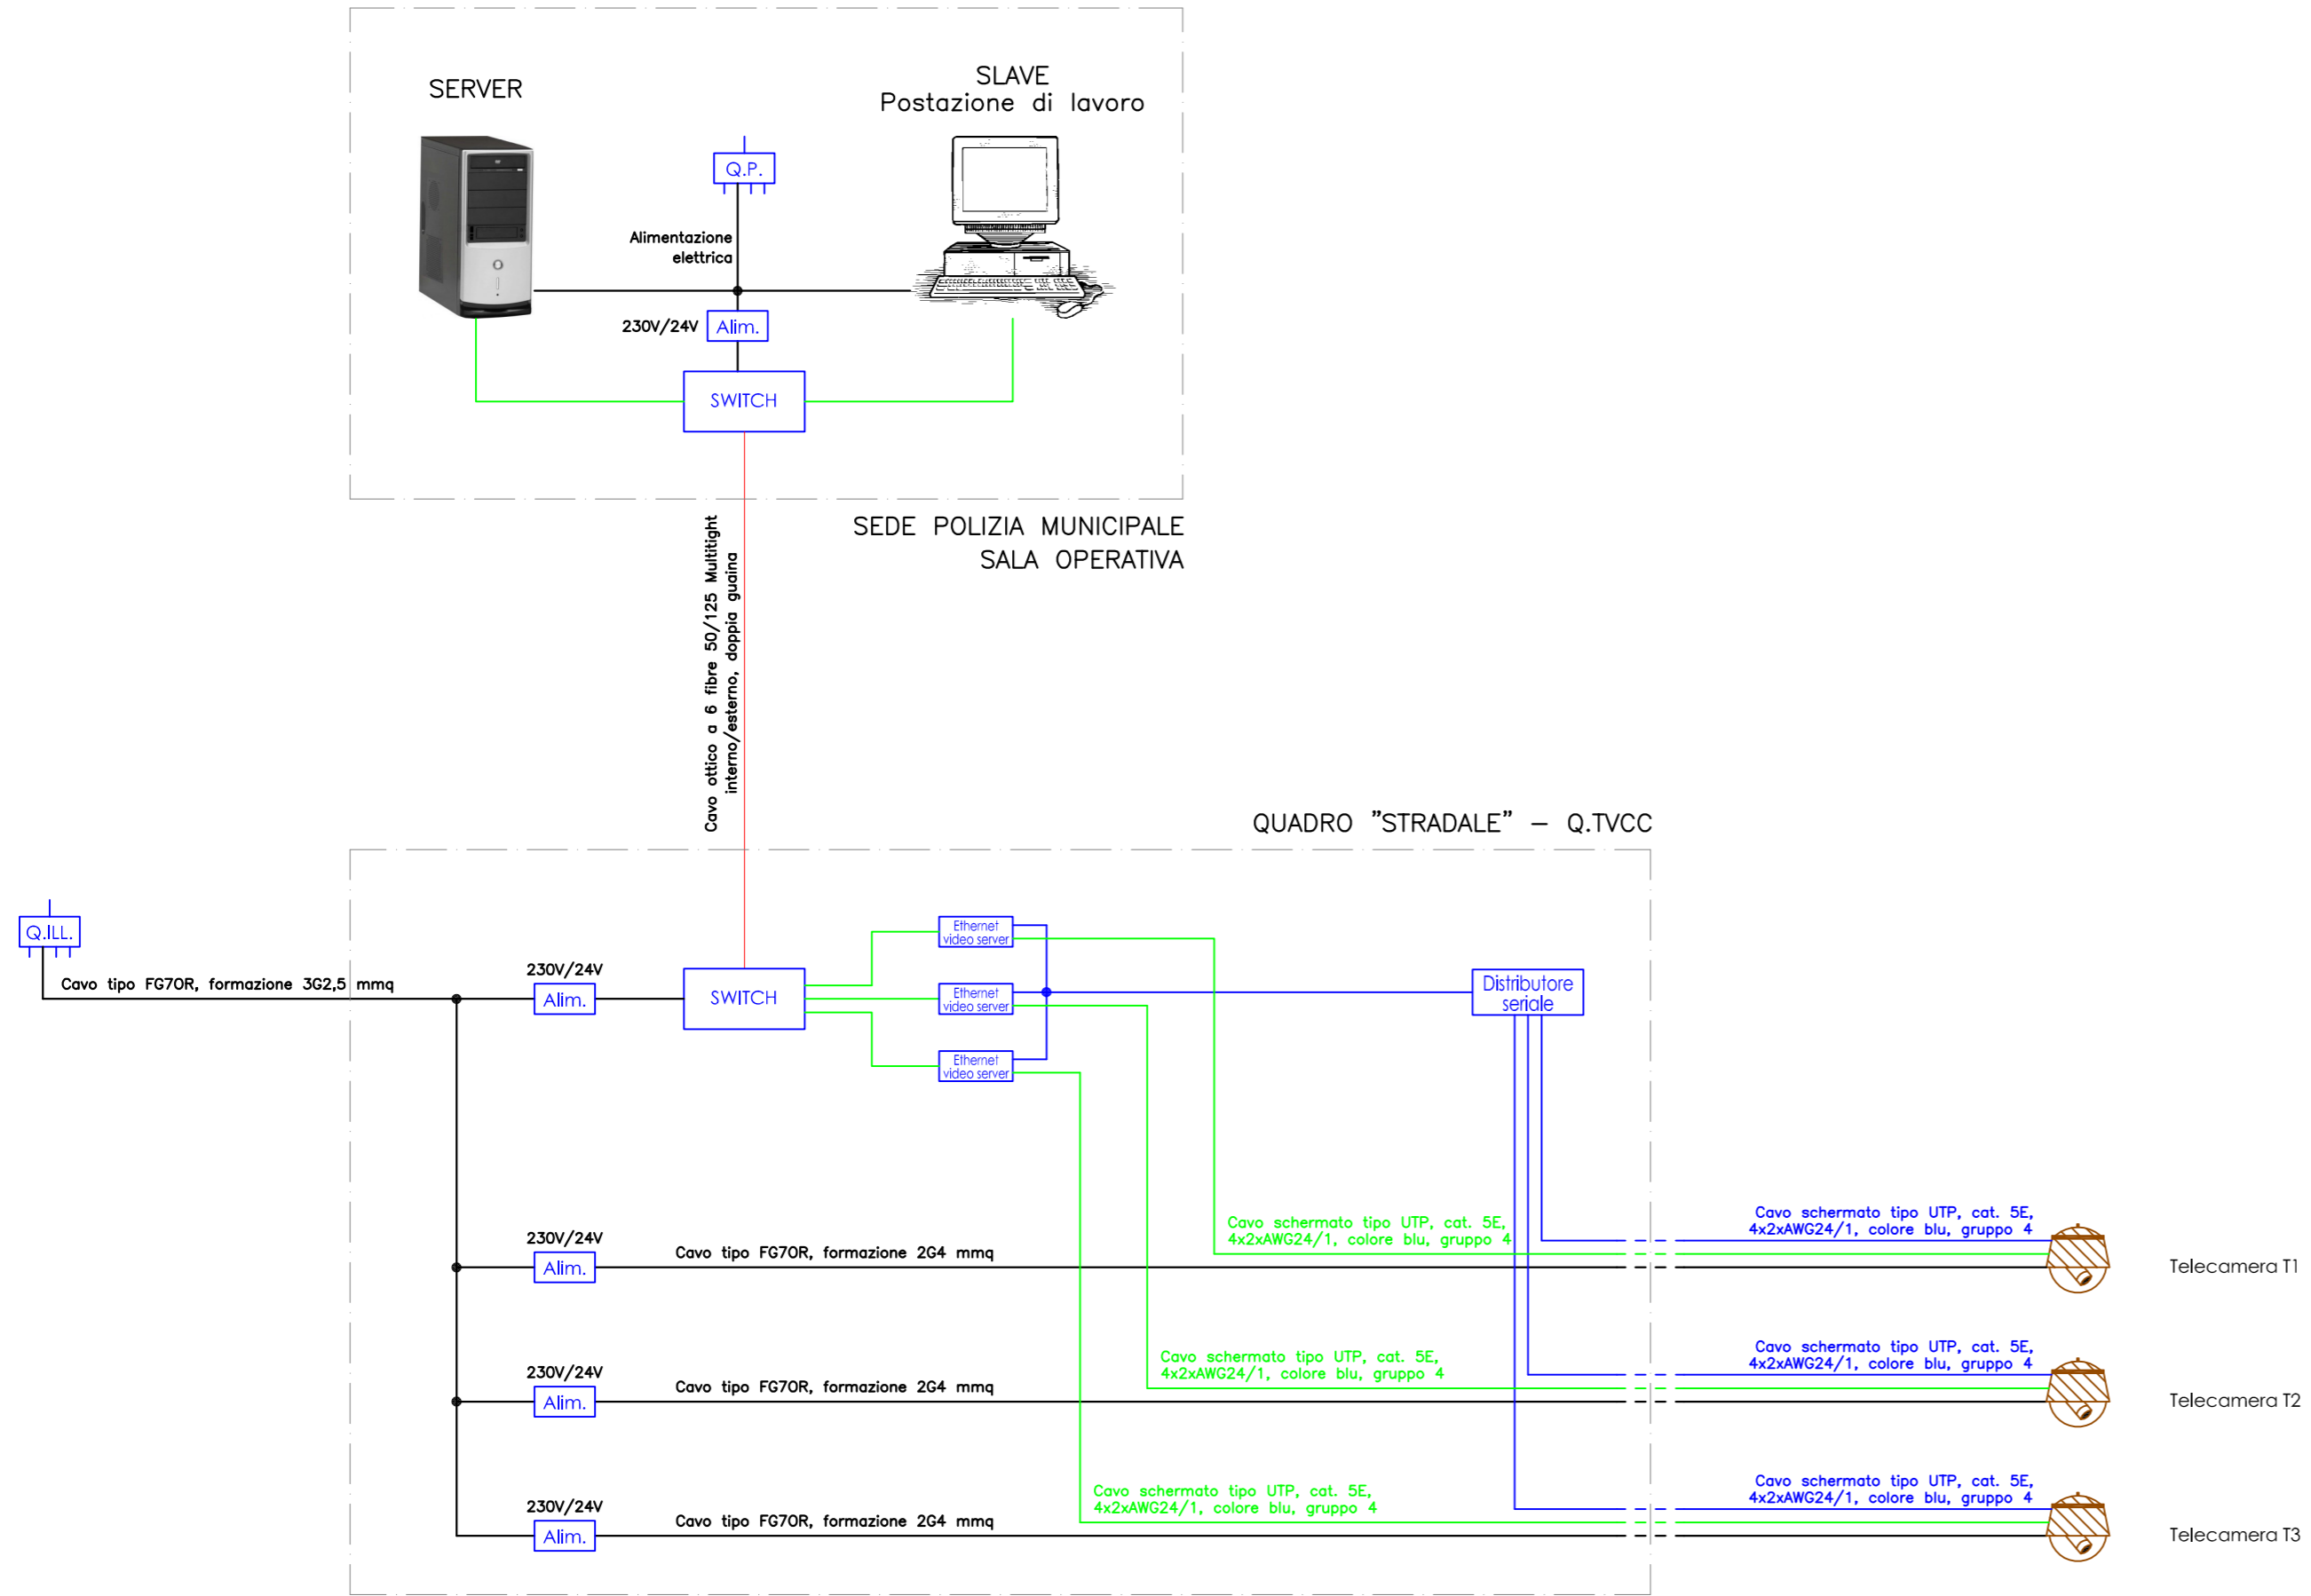 SERVER
SLAVE
Postazione di lavoro
Q.P.
Alimentazione
elettrica
230V/24V
Alim.
SWITCH
SEDE POLIZIA MUNICIPALE
SALA OPERATIVA
Cavo ottico a 6 fibre 50/125 Multitight
interno/esterno, doppia guaina
QUADRO "STRADALE" – Q.TVCC
Q.ILL.
Cavo tipo FG7OR, formazione 3G2,5 mmq
230V/24V
Alim.
SWITCH
Ethernet
video server
Ethernet
video server
Ethernet
video server
Distributore
seriale
230V/24V
Alim.
Cavo tipo FG7OR, formazione 2G4 mmq
Cavo schermato tipo UTP, cat. 5E,
4x2xAWG24/1, colore blu, gruppo 4
Cavo schermato tipo UTP, cat. 5E,
4x2xAWG24/1, colore blu, gruppo 4
Telecamera T1
230V/24V
Alim.
Cavo tipo FG7OR, formazione 2G4 mmq
Cavo schermato tipo UTP, cat. 5E,
4x2xAWG24/1, colore blu, gruppo 4
Cavo schermato tipo UTP, cat. 5E,
4x2xAWG24/1, colore blu, gruppo 4
Telecamera T2
230V/24V
Alim.
Cavo tipo FG7OR, formazione 2G4 mmq
Cavo schermato tipo UTP, cat. 5E,
4x2xAWG24/1, colore blu, gruppo 4
Cavo schermato tipo UTP, cat. 5E,
4x2xAWG24/1, colore blu, gruppo 4
Telecamera T3